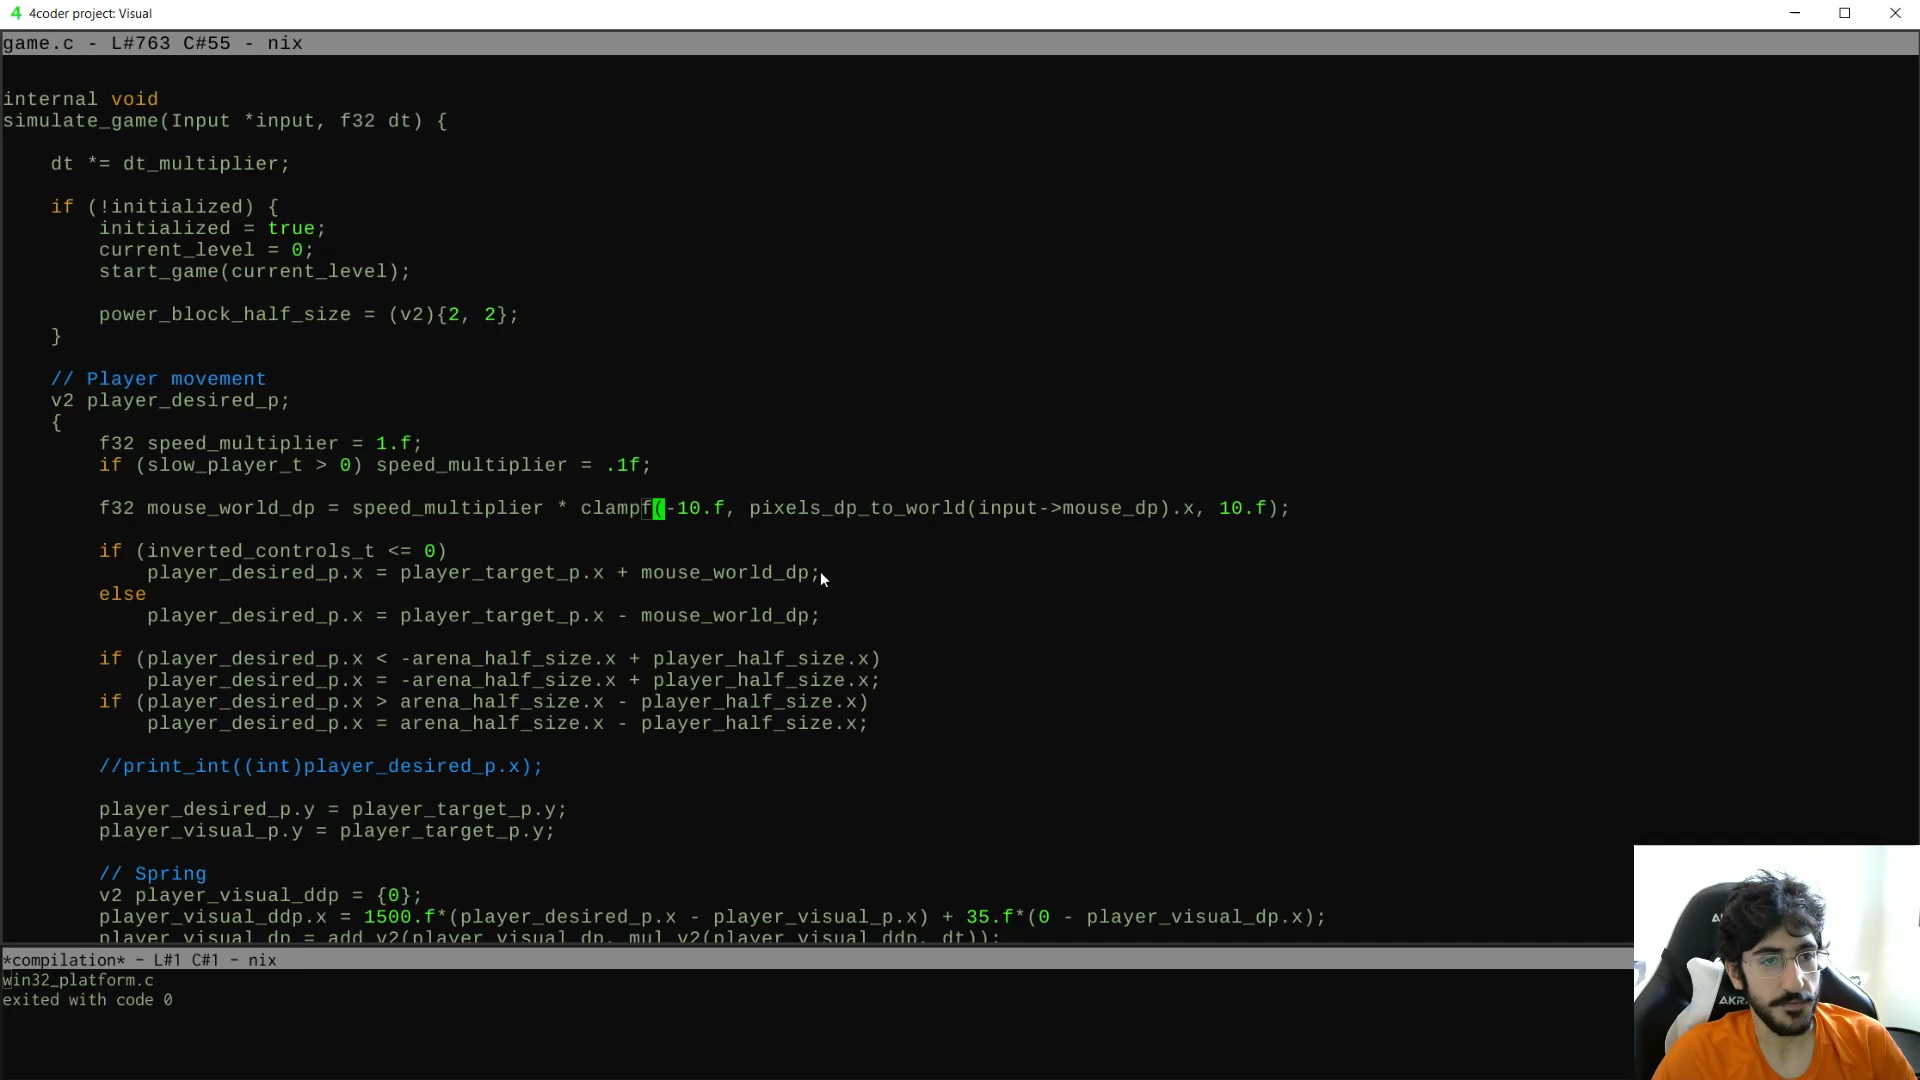 4coder project: Visual
game.c - L#763 C#55 - nix
internal void
simulate_game(Input *input, f32 dt) {
dt *= dt_multiplier;
if (!initialized) {
initialized = true;
current_level = 0;
start_game(current_level);
power_block_half_size = (v2){2, 2};
}
// Player movement
v2 player_desired_p;
{
f32 speed_multiplier = 1.f;
if (slow_player_t > 0) speed_multiplier = .1f;
f32 mouse_world_dp = speed_multiplier * clampf(-10.f, pixels_dp_to_world(input->mouse_dp).x, 10.f);
if (inverted_controls_t <= 0)
player_desired_p.x = player_target_p.x + mouse_world_dp;
else
player_desired_p.x = player_target_p.x - mouse_world_dp;
if (player_desired_p.x < -arena_half_size.x + player_half_size.x)
player_desired_p.x = -arena_half_size.x + player_half_size.x;
if (player_desired_p.x > arena_half_size.x - player_half_size.x)
player_desired_p.x = arena_half_size.x - player_half_size.x;
//print_int((int)player_desired_p.x);
player_desired_p.y = player_target_p.y;
player_visual_p.y = player_target_p.y;
// Spring
v2 player_visual_ddp = {0};
player_visual_ddp.x = 1500.f*(player_desired_p.x - player_visual_p.x) + 35.f*(0 - player_visual_dp.x);
player_visual_dp = add_v2(player_visual_dp, mul_v2(player_visual_ddp, dt));
*compilation* - L#1 C#1 - nix
win32_platform.c
exited with code 0